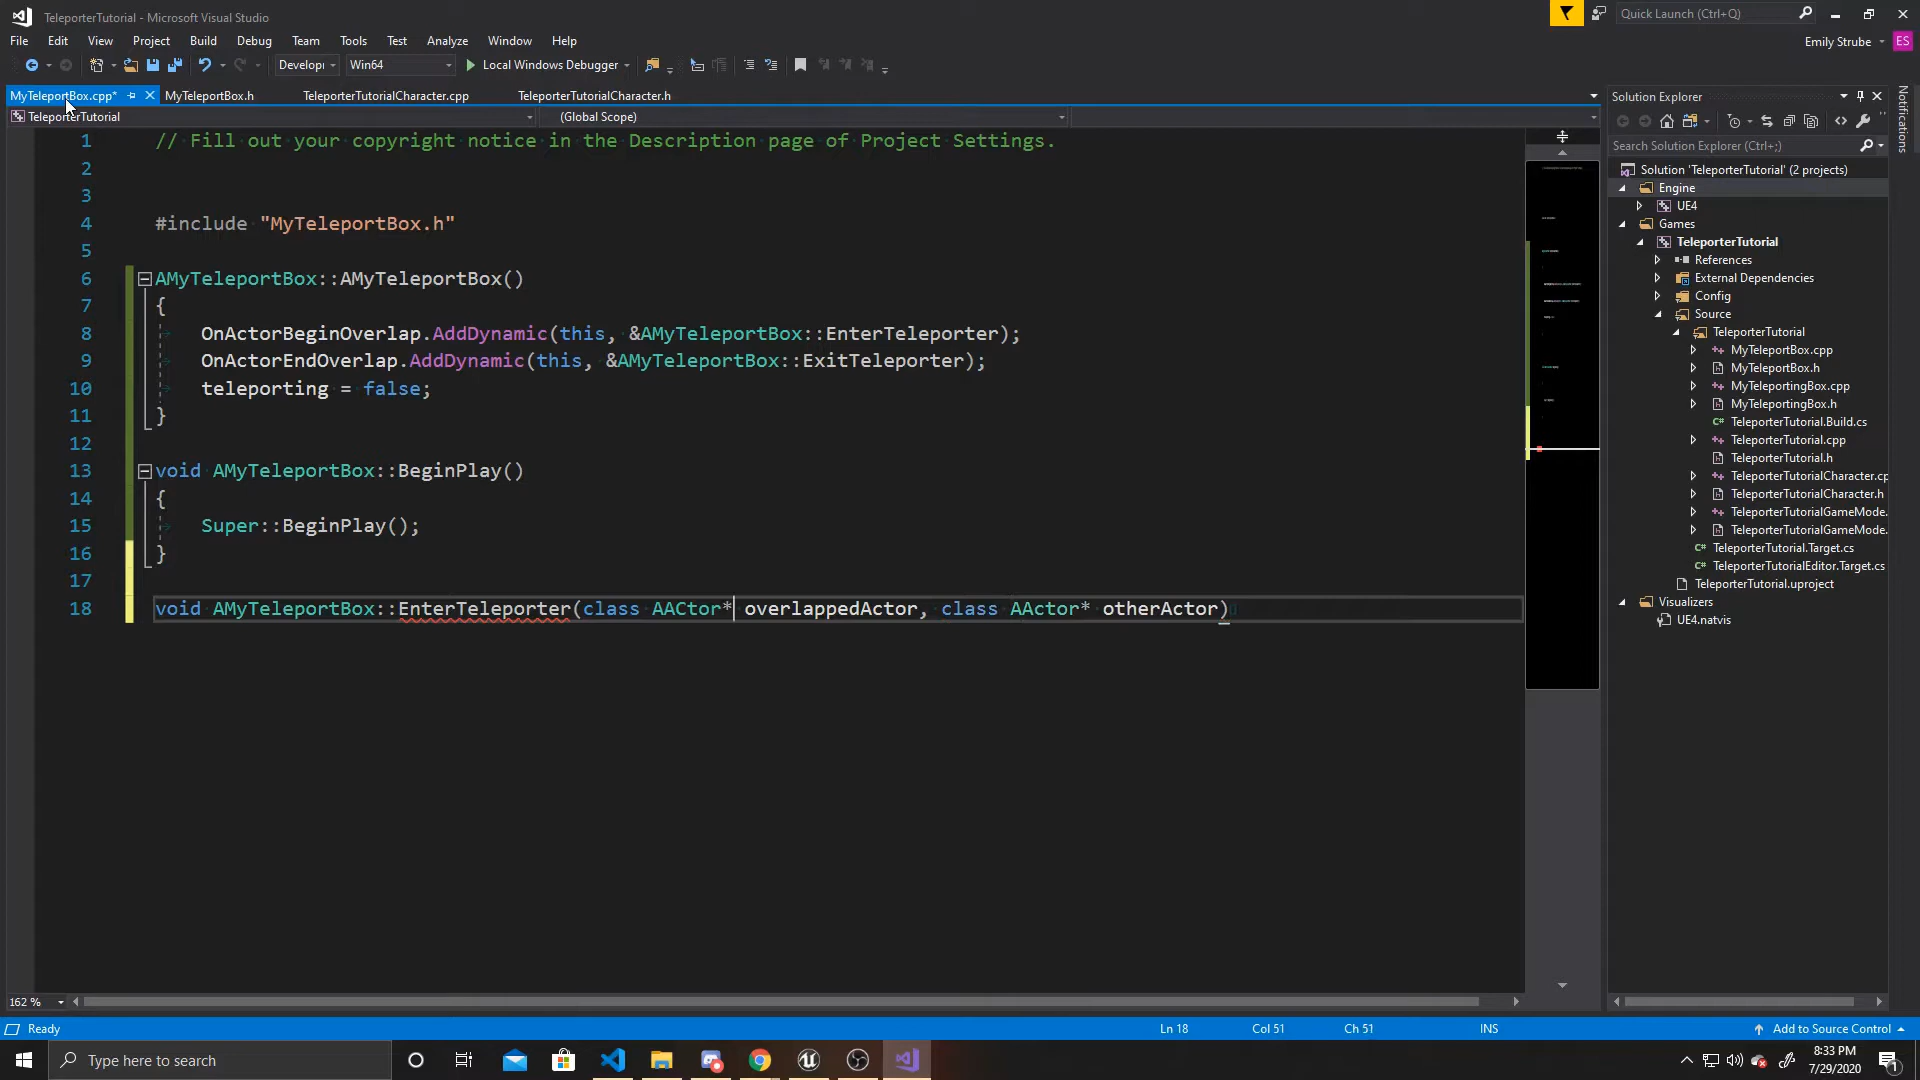 TeleporterTutorial - Microsoft Visual Studio
Quick Launch (Ctrl+Q)
File Edit View Project Build Debug Team Tools Test Analyze Window Help
Emily Strube ES
Develop Win64 Local Windows Debugger
MyTeleportBox.cpp* MyTeleportBox.h TeleporterTutorialCharacter.cpp TeleporterTutorialCharacter.h
TeleporterTutorial (Global Scope)
1 // Fill out your copyright notice in the Description page of Project Settings.
2
3
4 #include "MyTeleportBox.h"
5
6 AMyTeleportBox::AMyTeleportBox()
7 {
8 OnActorBeginOverlap.AddDynamic(this, &AMyTeleportBox::EnterTeleporter);
9 OnActorEndOverlap.AddDynamic(this, &AMyTeleportBox::ExitTeleporter);
10 teleporting = false;
11 }
12
13 void AMyTeleportBox::BeginPlay()
14 {
15 Super::BeginPlay();
16 }
17
18 void AMyTeleportBox::EnterTeleporter(class AACtor* overlappedActor, class AActor* otherActor)
Solution Explorer
Search Solution Explorer (Ctrl+;)
Solution 'TeleporterTutorial' (2 projects)
Engine
UE4
Games
TeleporterTutorial
References
External Dependencies
Config
Source
TeleporterTutorial
MyTeleportBox.cpp
MyTeleportBox.h
MyTeleportingBox.cpp
MyTeleportingBox.h
TeleporterTutorial.Build.cs
TeleporterTutorial.cpp
TeleporterTutorial.h
TeleporterTutorialCharacter.cp
TeleporterTutorialCharacter.h
TeleporterTutorialGameMode.
TeleporterTutorialGameMode.
TeleporterTutorial.Target.cs
TeleporterTutorialEditor.Target.cs
TeleporterTutorial.uproject
Visualizers
UE4.natvis
Notifications
162 %
Ready Ln 18 Col 51 Ch 51 INS Add to Source Control
Type here to search
8:33 PM
7/29/2020
1